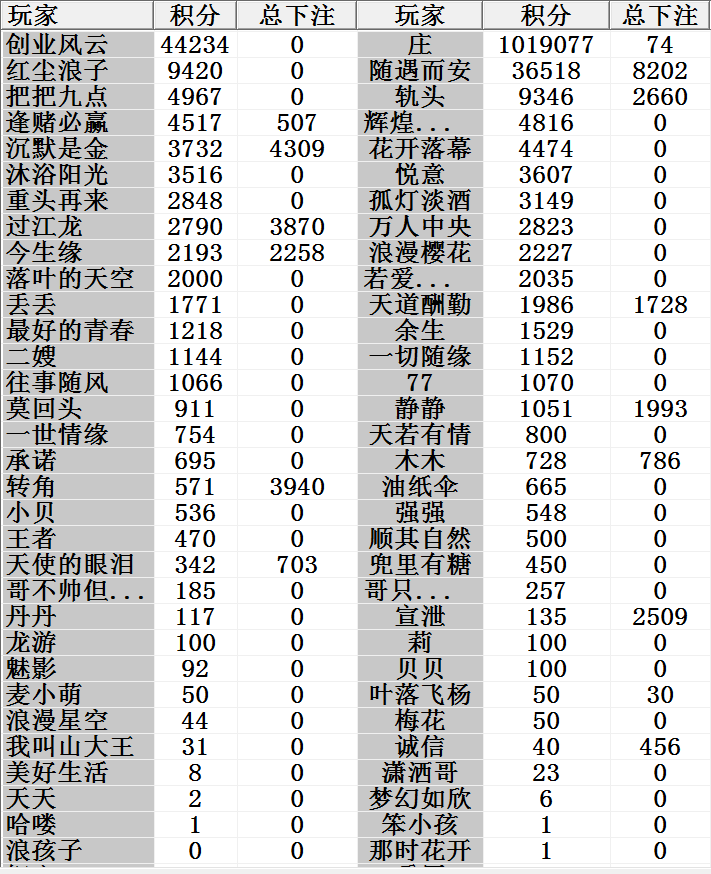 玩家 积分 总下注 玩家 积分 总下注
创业风云 44234 0 庄 1019077 74
红尘浪子 9420 0 随遇而安 36518 8202
把把九点 4967 0 轨头 9346 2660
逢赌必赢 4517 507 辉煌... 4816 0
沉默是金 3732 4309 花开落幕 4474 0
沐浴阳光 3516 0 悦意 3607 0
重头再来 2848 0 孤灯淡酒 3149 0
过江龙 2790 3870 万人中央 2823 0
今生缘 2193 2258 浪漫樱花 2227 0
落叶的天空 2000 0 若爱... 2035 0
丢丢 1771 0 天道酬勤 1986 1728
最好的青春 1218 0 余生 1529 0
二嫂 1144 0 一切随缘 1152 0
往事随风 1066 0 77 1070 0
莫回头 911 0 静静 1051 1993
一世情缘 754 0 天若有情 800 0
承诺 695 0 木木 728 786
转角 571 3940 油纸伞 665 0
小贝 536 0 强强 548 0
王者 470 0 顺其自然 500 0
天使的眼泪 342 703 兜里有糖 450 0
哥不帅但... 185 0 哥只... 257 0
丹丹 117 0 宣泄 135 2509
龙游 100 0 莉 100 0
魅影 92 0 贝贝 100 0
麦小萌 50 0 叶落飞杨 50 30
浪漫星空 44 0 梅花 50 0
我叫山大王 31 0 诚信 40 456
美好生活 8 0 潇洒哥 23 0
天天 2 0 梦幻如欣 6 0
哈喽 1 0 笨小孩 1 0
浪孩子 0 0 那时花开 1 0